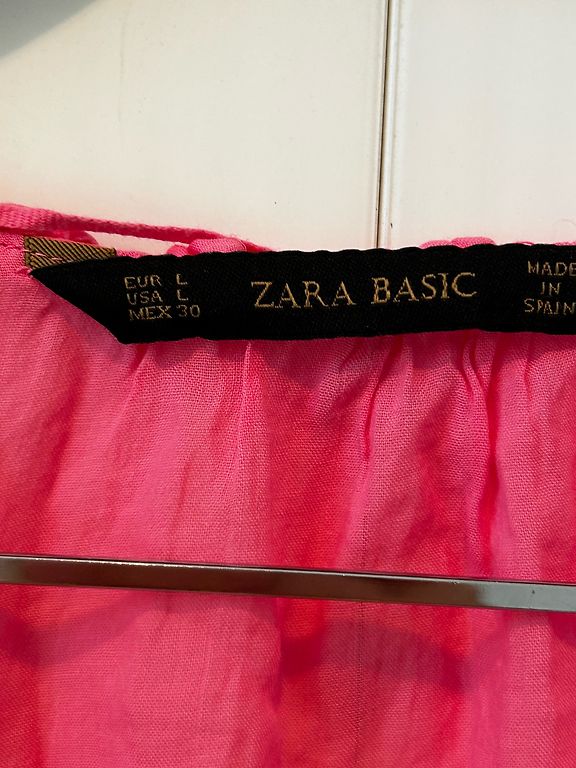 EUR L
USA L
MEX 30
ZARA BASIC
MADE
IN
SPAIN